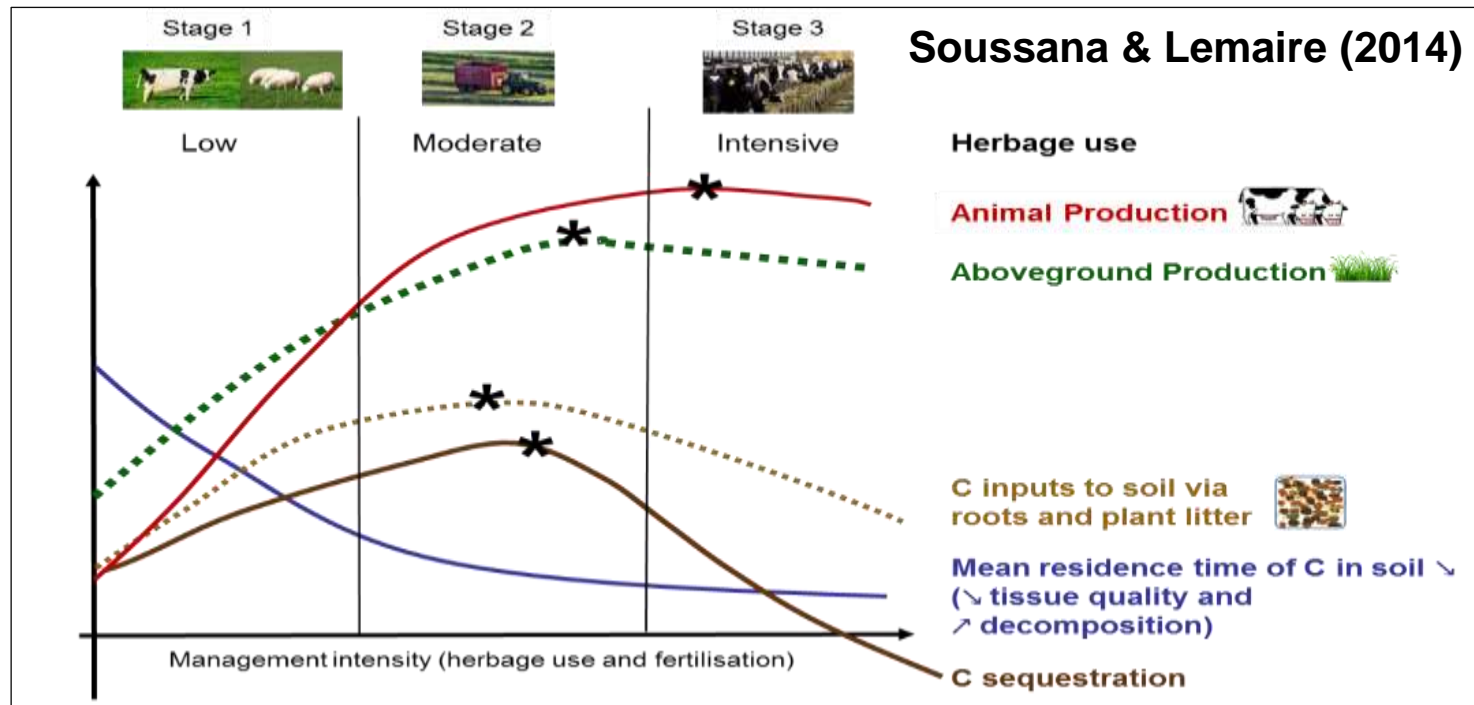 Stage 1
Stage 2
Stage 3
Soussana & Lemaire (2014)
Low
Moderate
Intensive
Herbage use
Animal Production
Aboveground Production
C inputs to soil via
roots and plant litter
Mean residence time of C in soil ↘
(↘ tissue quality and
↗ decomposition)
Management intensity (herbage use and fertilisation)
C sequestration